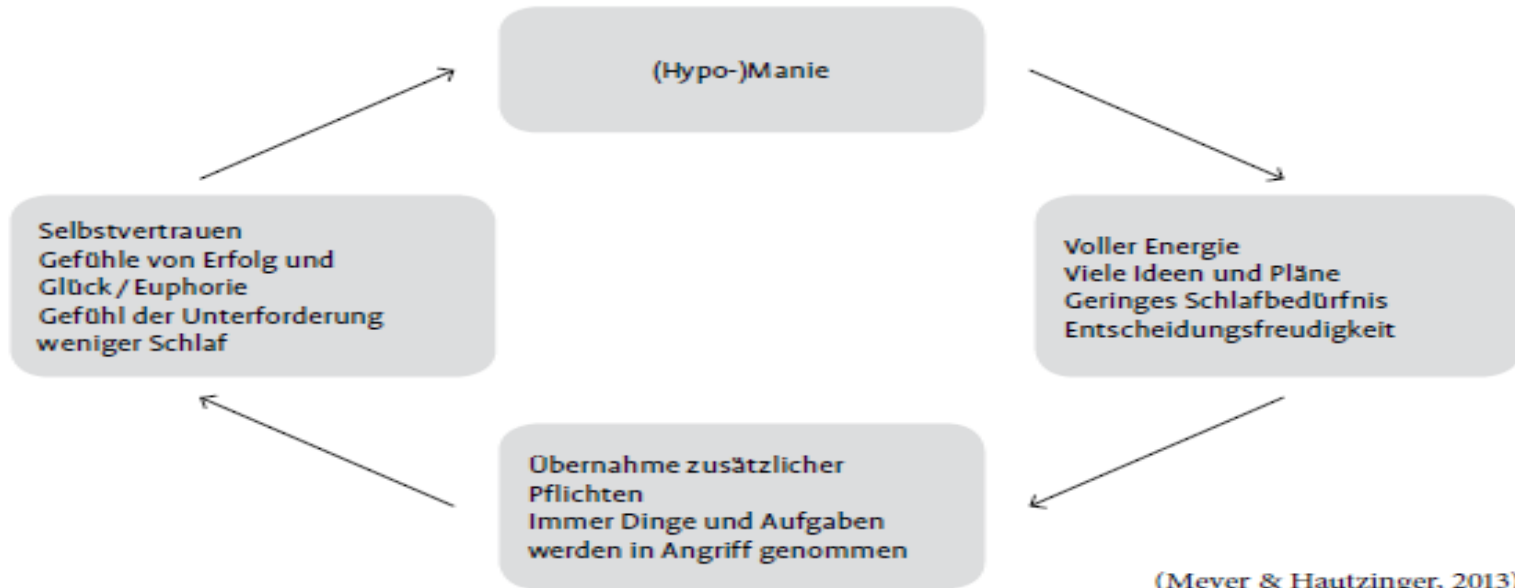 (Hypo-)Manie
Selbstvertrauen
Gefühle von Erfolg und
Glück / Euphorie
Gefühl der Unterforderung
weniger Schlaf
Voller Energie
Viele Ideen und Pläne
Geringes Schlafbedürfnis
Entscheidungsfreudigkeit
Übernahme zusätzlicher
Pflichten
Immer Dinge und Aufgaben
werden in Angriff genommen
(Meyer & Hautzinger, 2013)